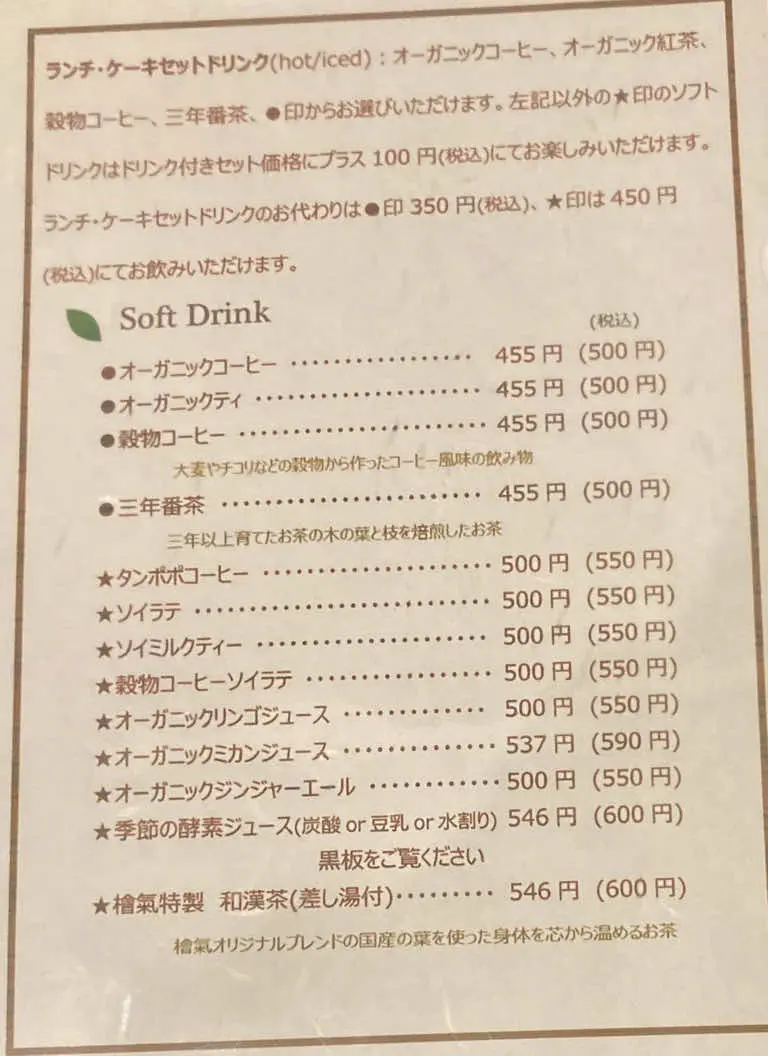 ランチ・ケーキセットドリンク(hot/iced)：オーガニックコーヒー、オーガニック紅茶、
穀物コーヒー、三年番茶、●印からお選びいただけます。左記以外の★印のソフト
ドリンクはドリンク付きセット価格にプラス 100 円(税込)にてお楽しみいただけます。
ランチ・ケーキセットドリンクのお代わりは●印 350 円(税込)、★印は 450 円
(税込)にてお飲みいただけます。
Soft Drink
(税込)
●オーガニックコーヒー ・・・・・・・・・・・・・・・・・ 455 円 (500 円)
●オーガニックティ ・・・・・・・・・・・・・・・・・・・・・ 455 円 (500 円)
●穀物コーヒー ・・・・・・・・・・・・・・・・・・・・・・・ 455 円 (500 円)
大麦やチコリなどの穀物から作ったコーヒー風味の飲み物
●三年番茶 ・・・・・・・・・・・・・・・・・・・・・・・・ 455 円 (500 円)
三年以上育てたお茶の木の葉と枝を焙煎したお茶
★タンポポコーヒー ・・・・・・・・・・・・・・・・・・・・・ 500 円 (550 円)
★ソイラテ ・・・・・・・・・・・・・・・・・・・・・・・・・・・ 500 円 (550 円)
★ソイミルクティー ・・・・・・・・・・・・・・・・・・・・・ 500 円 (550 円)
★穀物コーヒーソイラテ ・・・・・・・・・・・・・・・・・ 500 円 (550 円)
★オーガニックリンゴジュース ・・・・・・・・・・・・・ 500 円 (550 円)
★オーガニックミカンジュース ・・・・・・・・・・・・・・ 537 円 (590 円)
★オーガニックジンジャーエール ・・・・・・・・・・・・ 500 円 (550 円)
★季節の酵素ジュース(炭酸 or 豆乳 or 水割り) 546 円 (600 円)
黒板をご覧ください
★檜氣特製 和漢茶(差し湯付)・・・・・・・・・ 546 円 (600 円)
檜氣オリジナルブレンドの国産の葉を使った身体を芯から温めるお茶